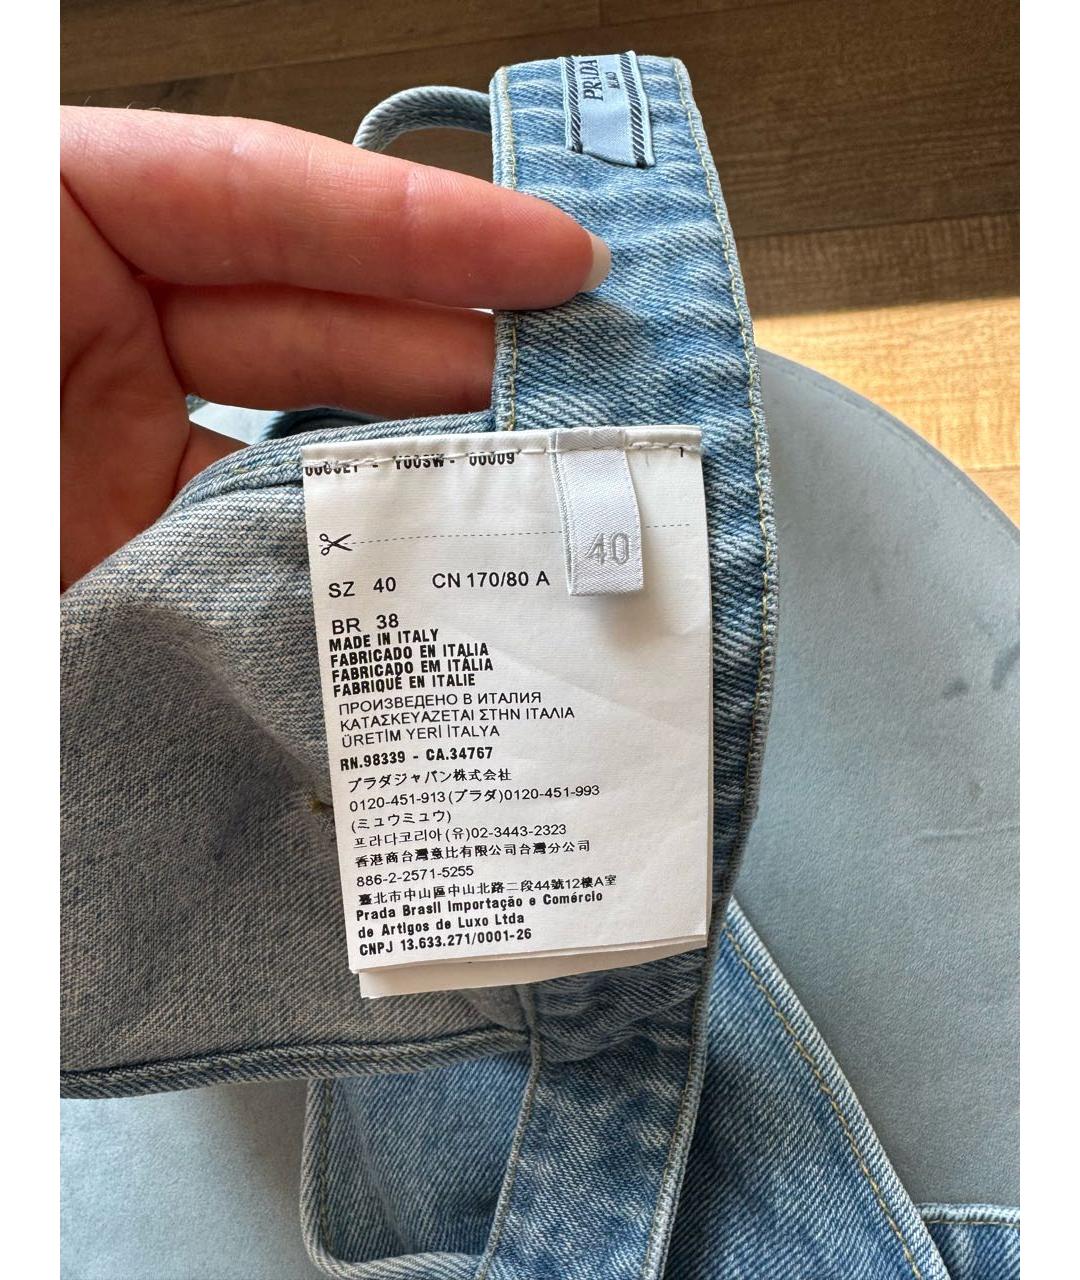 PRADA
MILANO
Y00SW - 00009 1
40
SZ 40 CN 170/80 A
BR 38
MADE IN ITALY
FABRICADO EN ITALIA
FABRICADO EM ITÁLIA
FABRIQUÉ EN ITALIE
ПРОИЗВЕДЕНО В ИТАЛИЯ
ΚΑΤΑΣΚΕΥΑΖΕΤΑΙ ΣΤΗΝ ΙΤΑΛΙΑ
ÜRETİM YERİ İTALYA
RN.98339 - CA.34767
プラダジャパン株式会社
0120-451-913(プラダ)0120-451-993
(ミュウミュウ)
프라다코리아(유)02-3443-2323
香港商台灣意比有限公司台灣分公司
886-2-2571-5255
臺北市中山區中山北路二段44號12樓A室
Prada Brasil Importação e Comércio
de Artigos de Luxo Ltda
CNPJ 13.633.271/0001-26